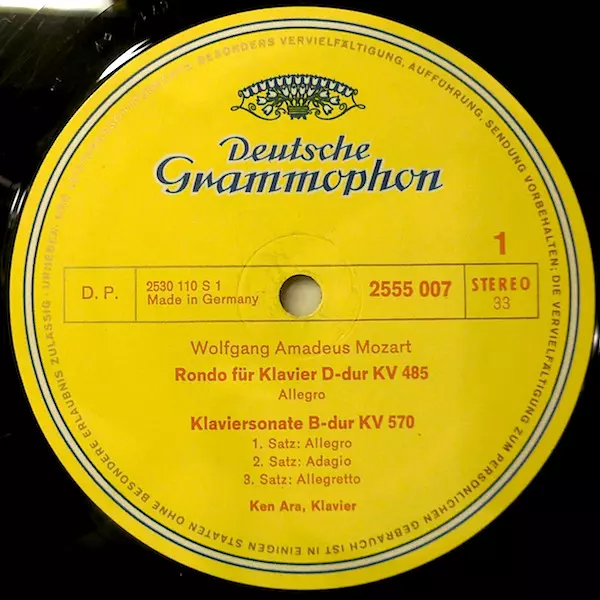 Deutsche
Grammophon
1
D. P.
2530 110 S 1
Made in Germany
2555 007
STEREO
33
Wolfgang Amadeus Mozart
Rondo für Klavier D-dur KV 485
Allegro
Klaviersonate B-dur KV 570
1. Satz: Allegro
2. Satz: Adagio
3. Satz: Allegretto
Ken Ara, Klavier
BESONDERS VERVIELFÄLTIGUNG, AUFFÜHRUNG, SENDUNG VORBEHALTEN; DIE VERVIELFÄLTIGUNG ZUM PERSÖNLICHEN GEBRAUCH IST IN EINIGEN STAATEN OHNE BESONDERE ERLAUBNIS ZULÄSSIG · URHEBER-